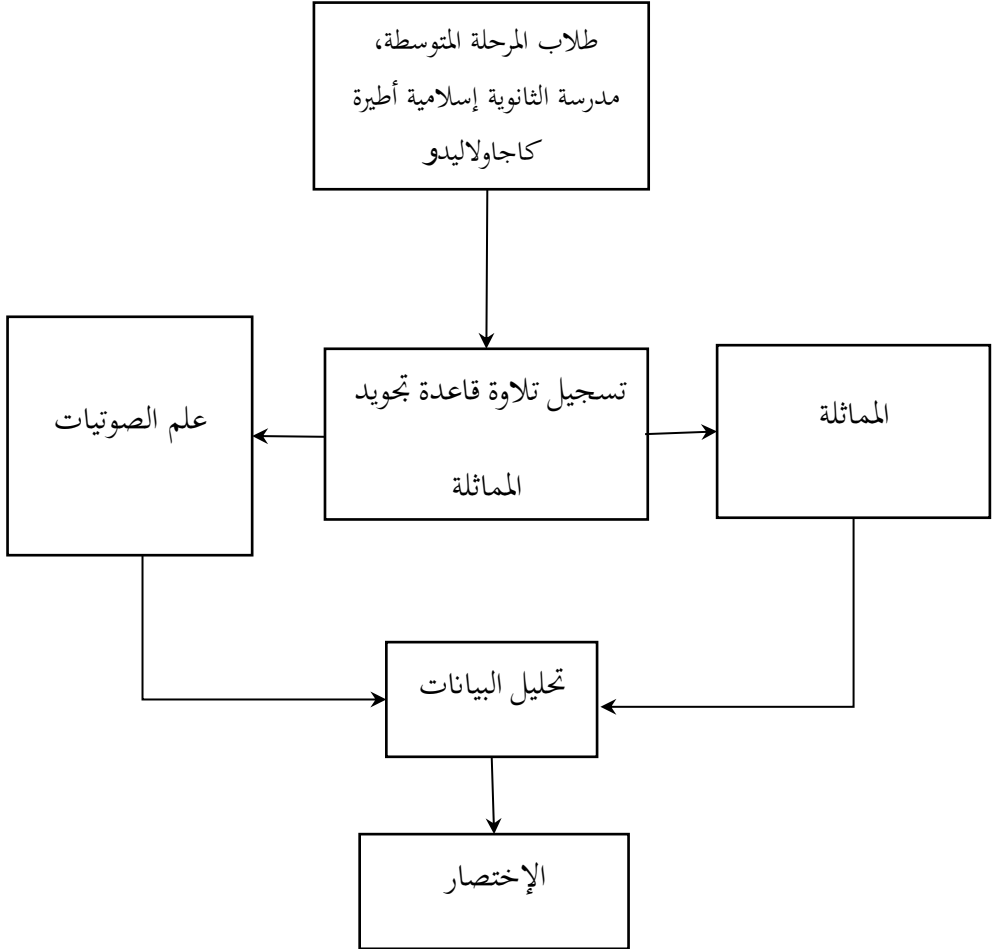 طلاب المرحلة المتوسطة،
مدرسة الثانوية إسلامية أطيرة
كاجاولاليدو
تسجيل تلاوة قاعدة تجويد
المماثلة
المماثلة
علم الصوتيات
تحليل البيانات
الإختصار